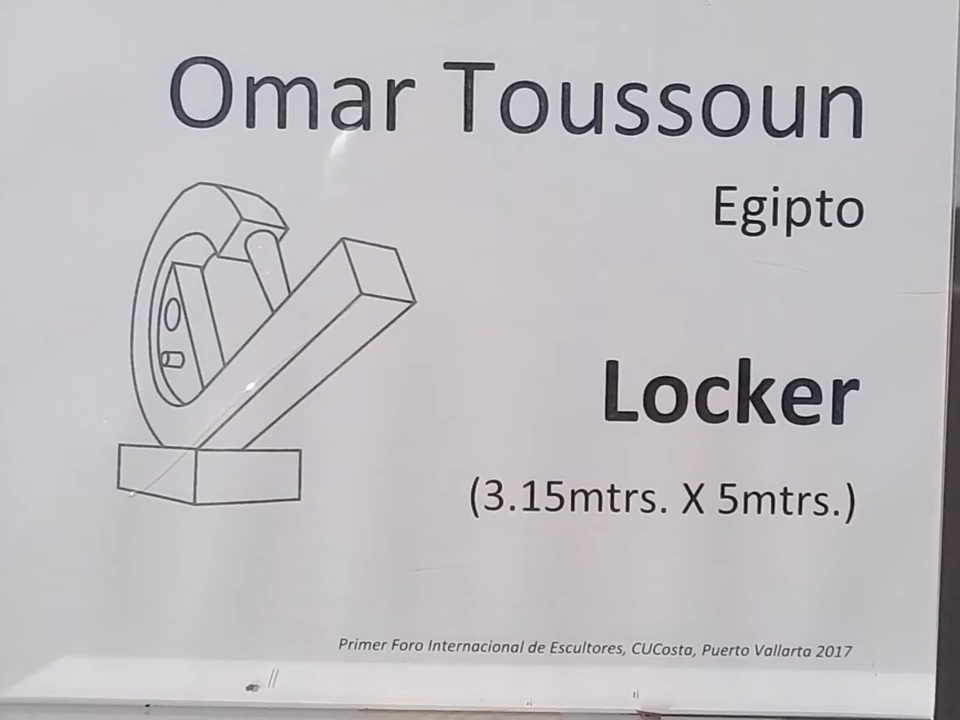 Omar Toussoun
Egipto
Locker
(3.15mtrs. X 5mtrs.)
Primer Foro Internacional de Escultores, CUCosta, Puerto Vallarta 2017